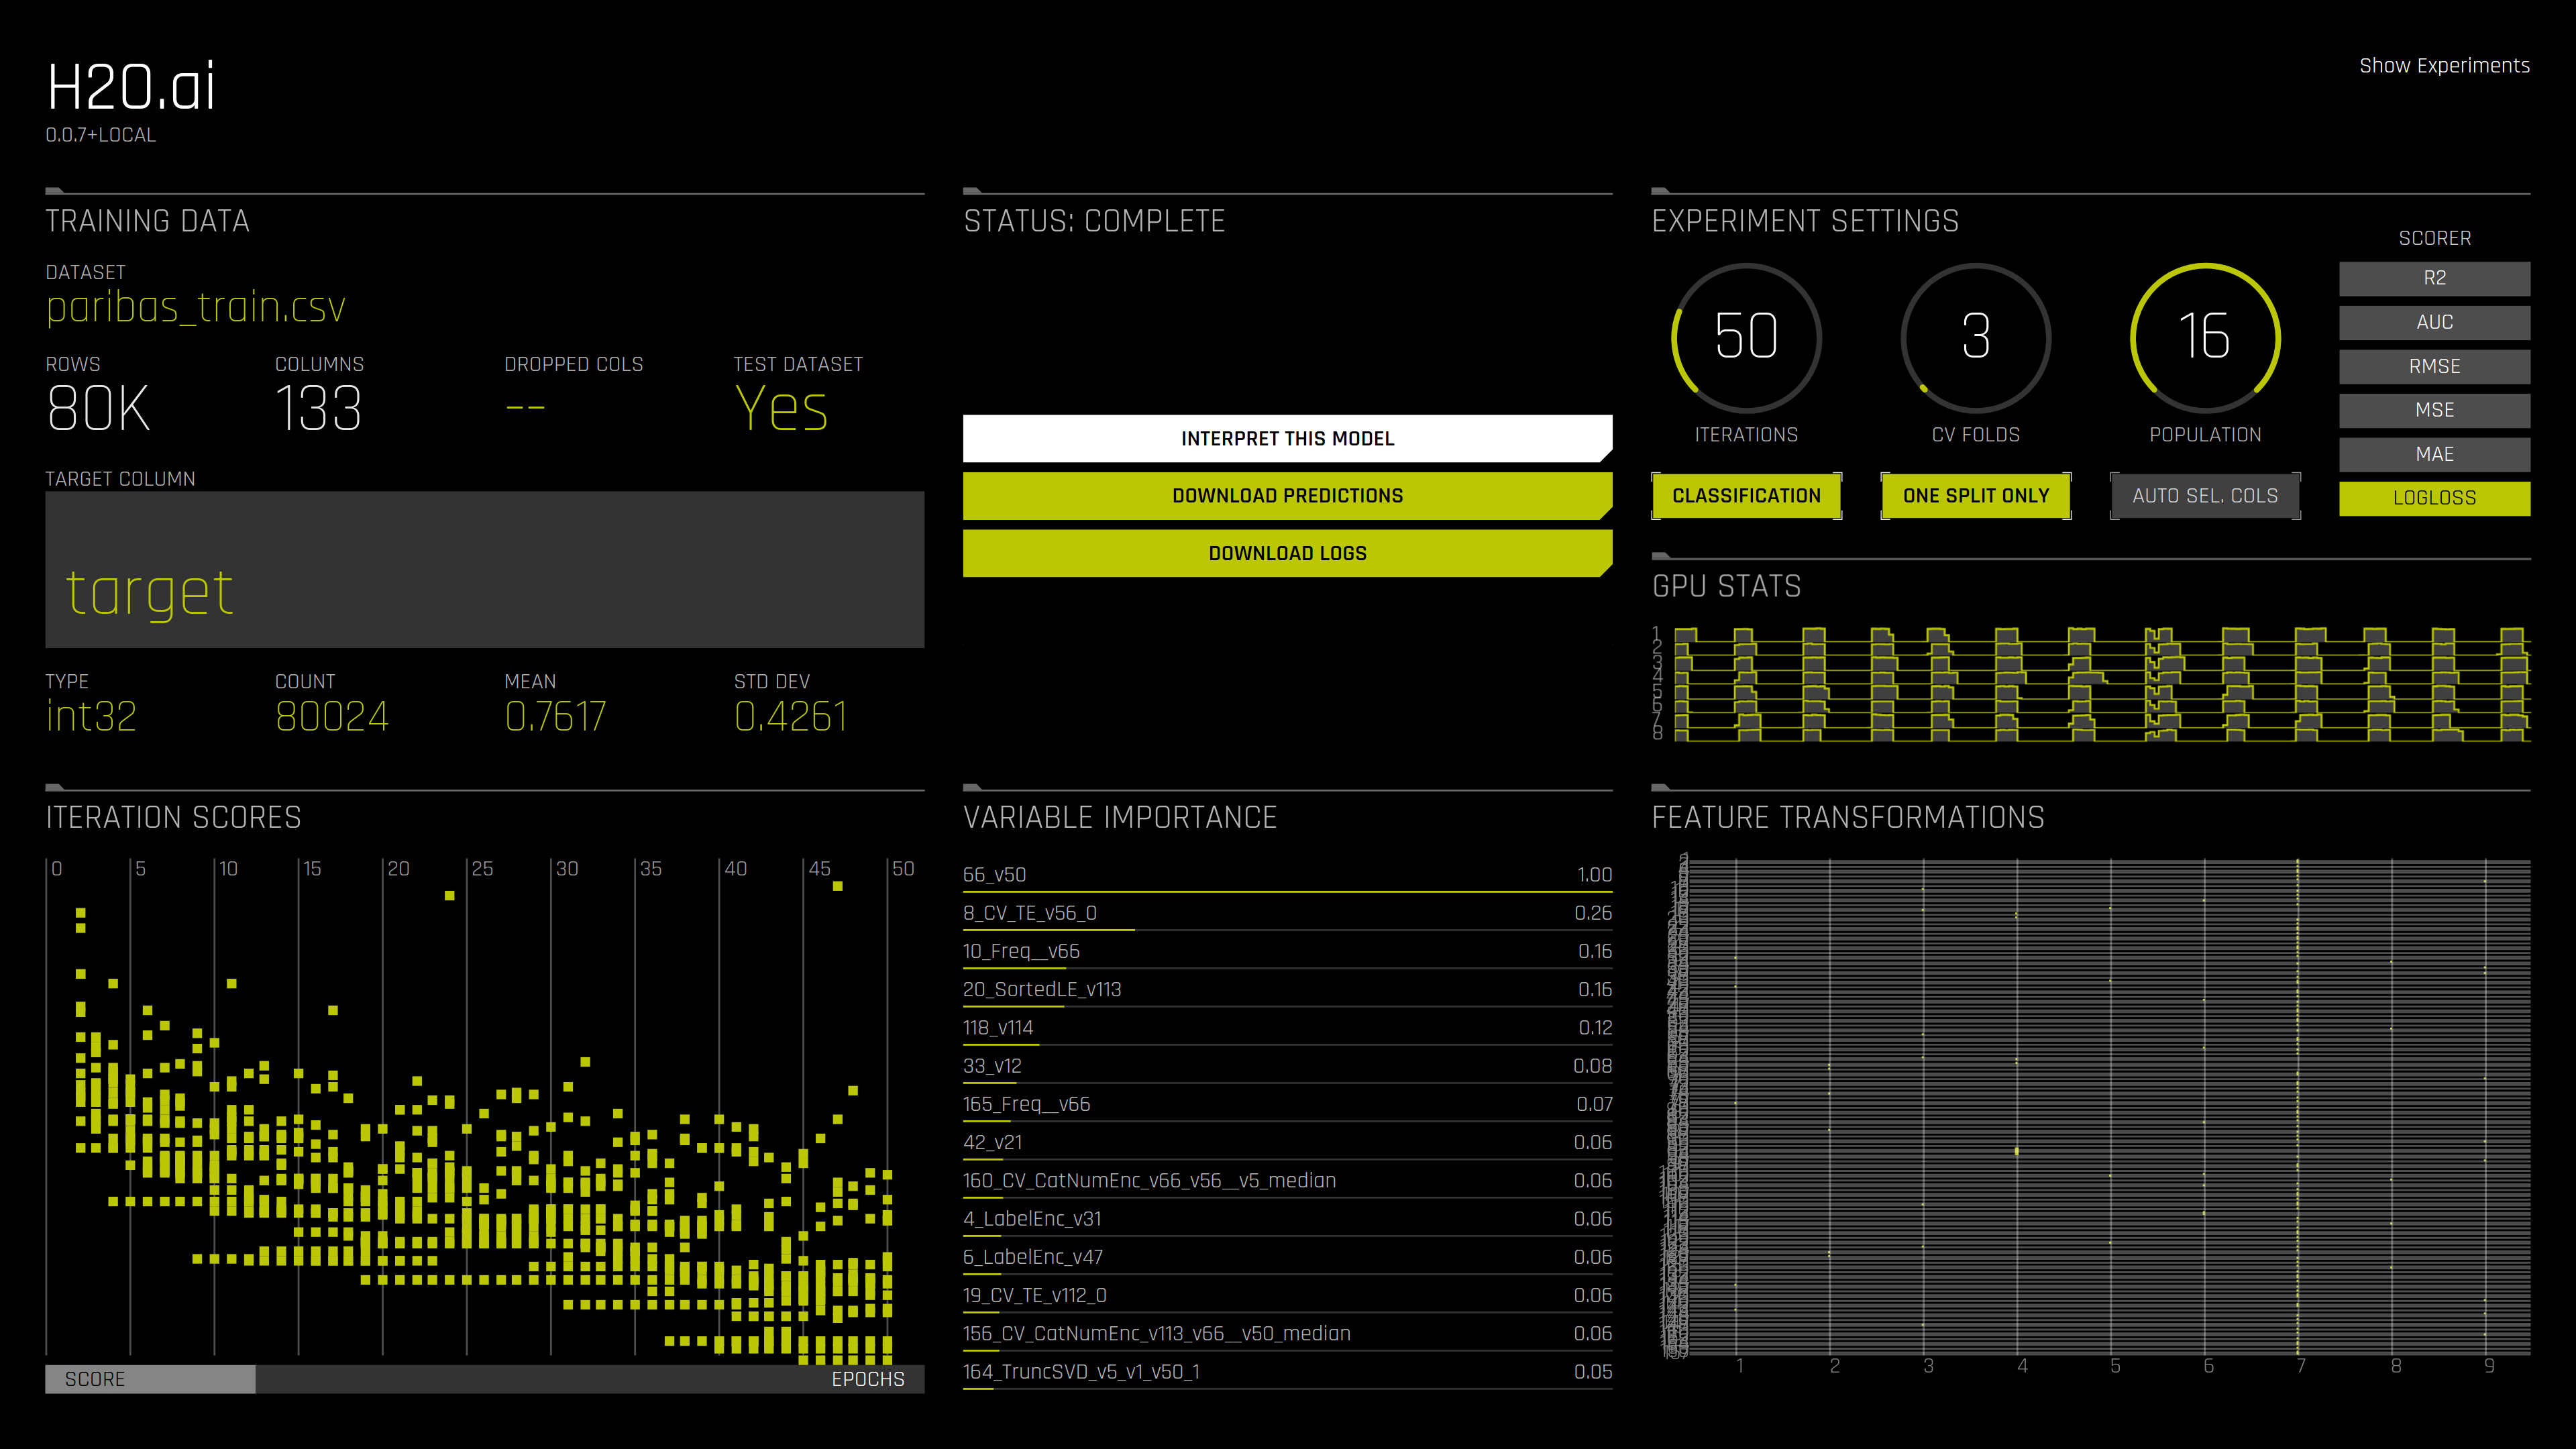 H2O.ai
0.0.7+LOCAL
Show Experiments
TRAINING DATA
DATASET
paribas_train.csv
ROWS COLUMNS DROPPED COLS TEST DATASET
80K 133 -- Yes
TARGET COLUMN
target
TYPE COUNT MEAN STD DEV
int32 80024 0.7617 0.4261
STATUS: COMPLETE
INTERPRET THIS MODEL
DOWNLOAD PREDICTIONS
DOWNLOAD LOGS
EXPERIMENT SETTINGS
50 3 16
ITERATIONS CV FOLDS POPULATION
CLASSIFICATION ONE SPLIT ONLY AUTO SEL. COLS
SCORER
R2
AUC
RMSE
MSE
MAE
LOGLOSS
GPU STATS
1
2
3
4
5
6
7
8
ITERATION SCORES
0 5 10 15 20 25 30 35 40 45 50
SCORE EPOCHS
VARIABLE IMPORTANCE
66_v50 1.00
8_CV_TE_v56_0 0.26
10_Freq__v66 0.16
20_SortedLE_v113 0.16
118_v114 0.12
33_v12 0.08
165_Freq__v66 0.07
42_v21 0.06
160_CV_CatNumEnc_v66_v56__v5_median 0.06
4_LabelEnc_v31 0.06
6_LabelEnc_v47 0.06
19_CV_TE_v112_0 0.06
156_CV_CatNumEnc_v113_v66__v50_median 0.06
164_TruncSVD_v5_v1_v50_1 0.05
FEATURE TRANSFORMATIONS
1 2 3 4 5 6 7 8 9